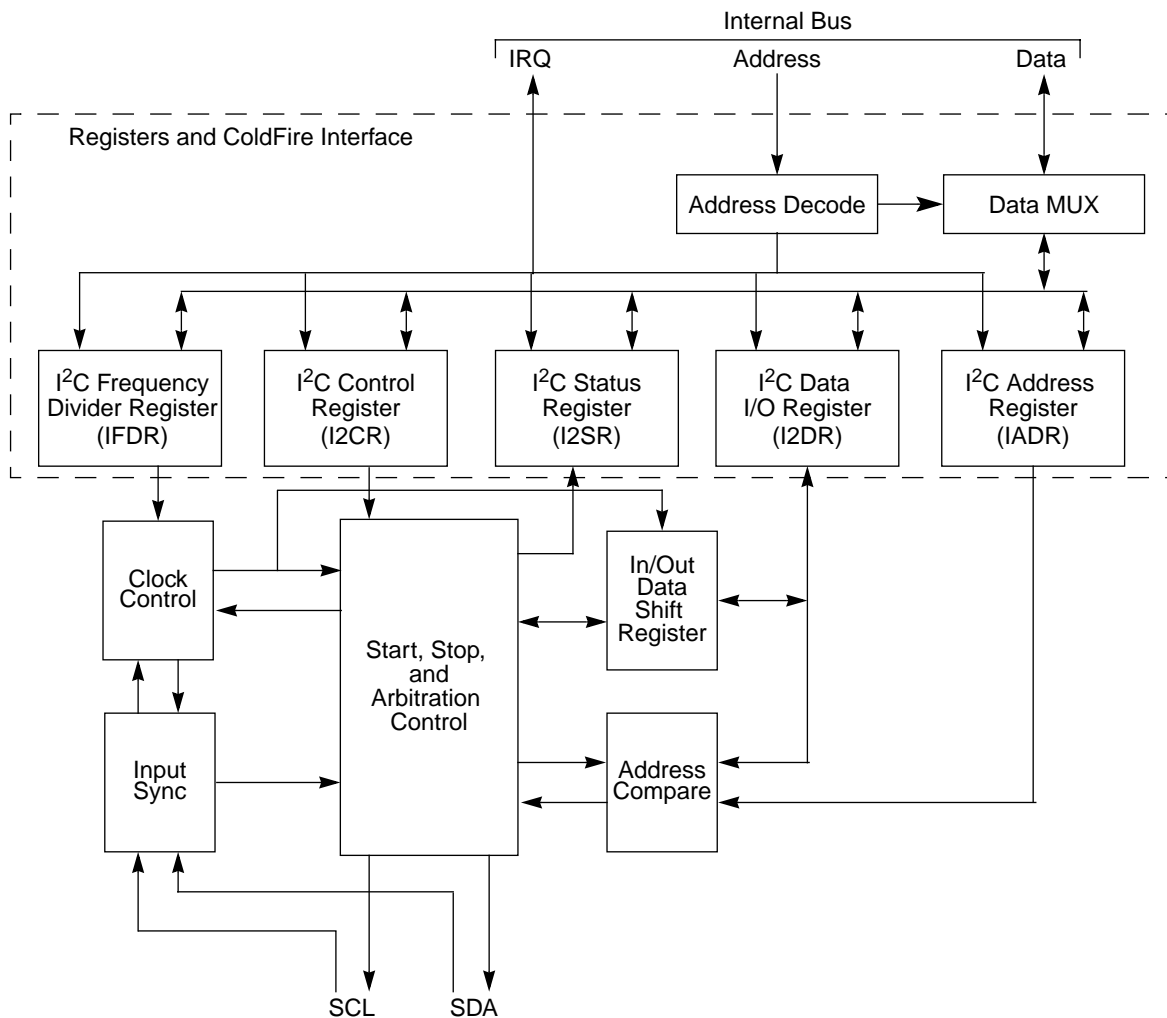 Internal Bus
IRQ
Address
Data
Registers and ColdFire Interface
Address Decode
Data MUX
I²C Frequency
Divider Register
(IFDR)
I²C Control
Register
(I2CR)
I²C Status
Register
(I2SR)
I²C Data
I/O Register
(I2DR)
I²C Address
Register
(IADR)
Clock
Control
Start, Stop,
and
Arbitration
Control
In/Out
Data
Shift
Register
Input
Sync
Address
Compare
SCL
SDA